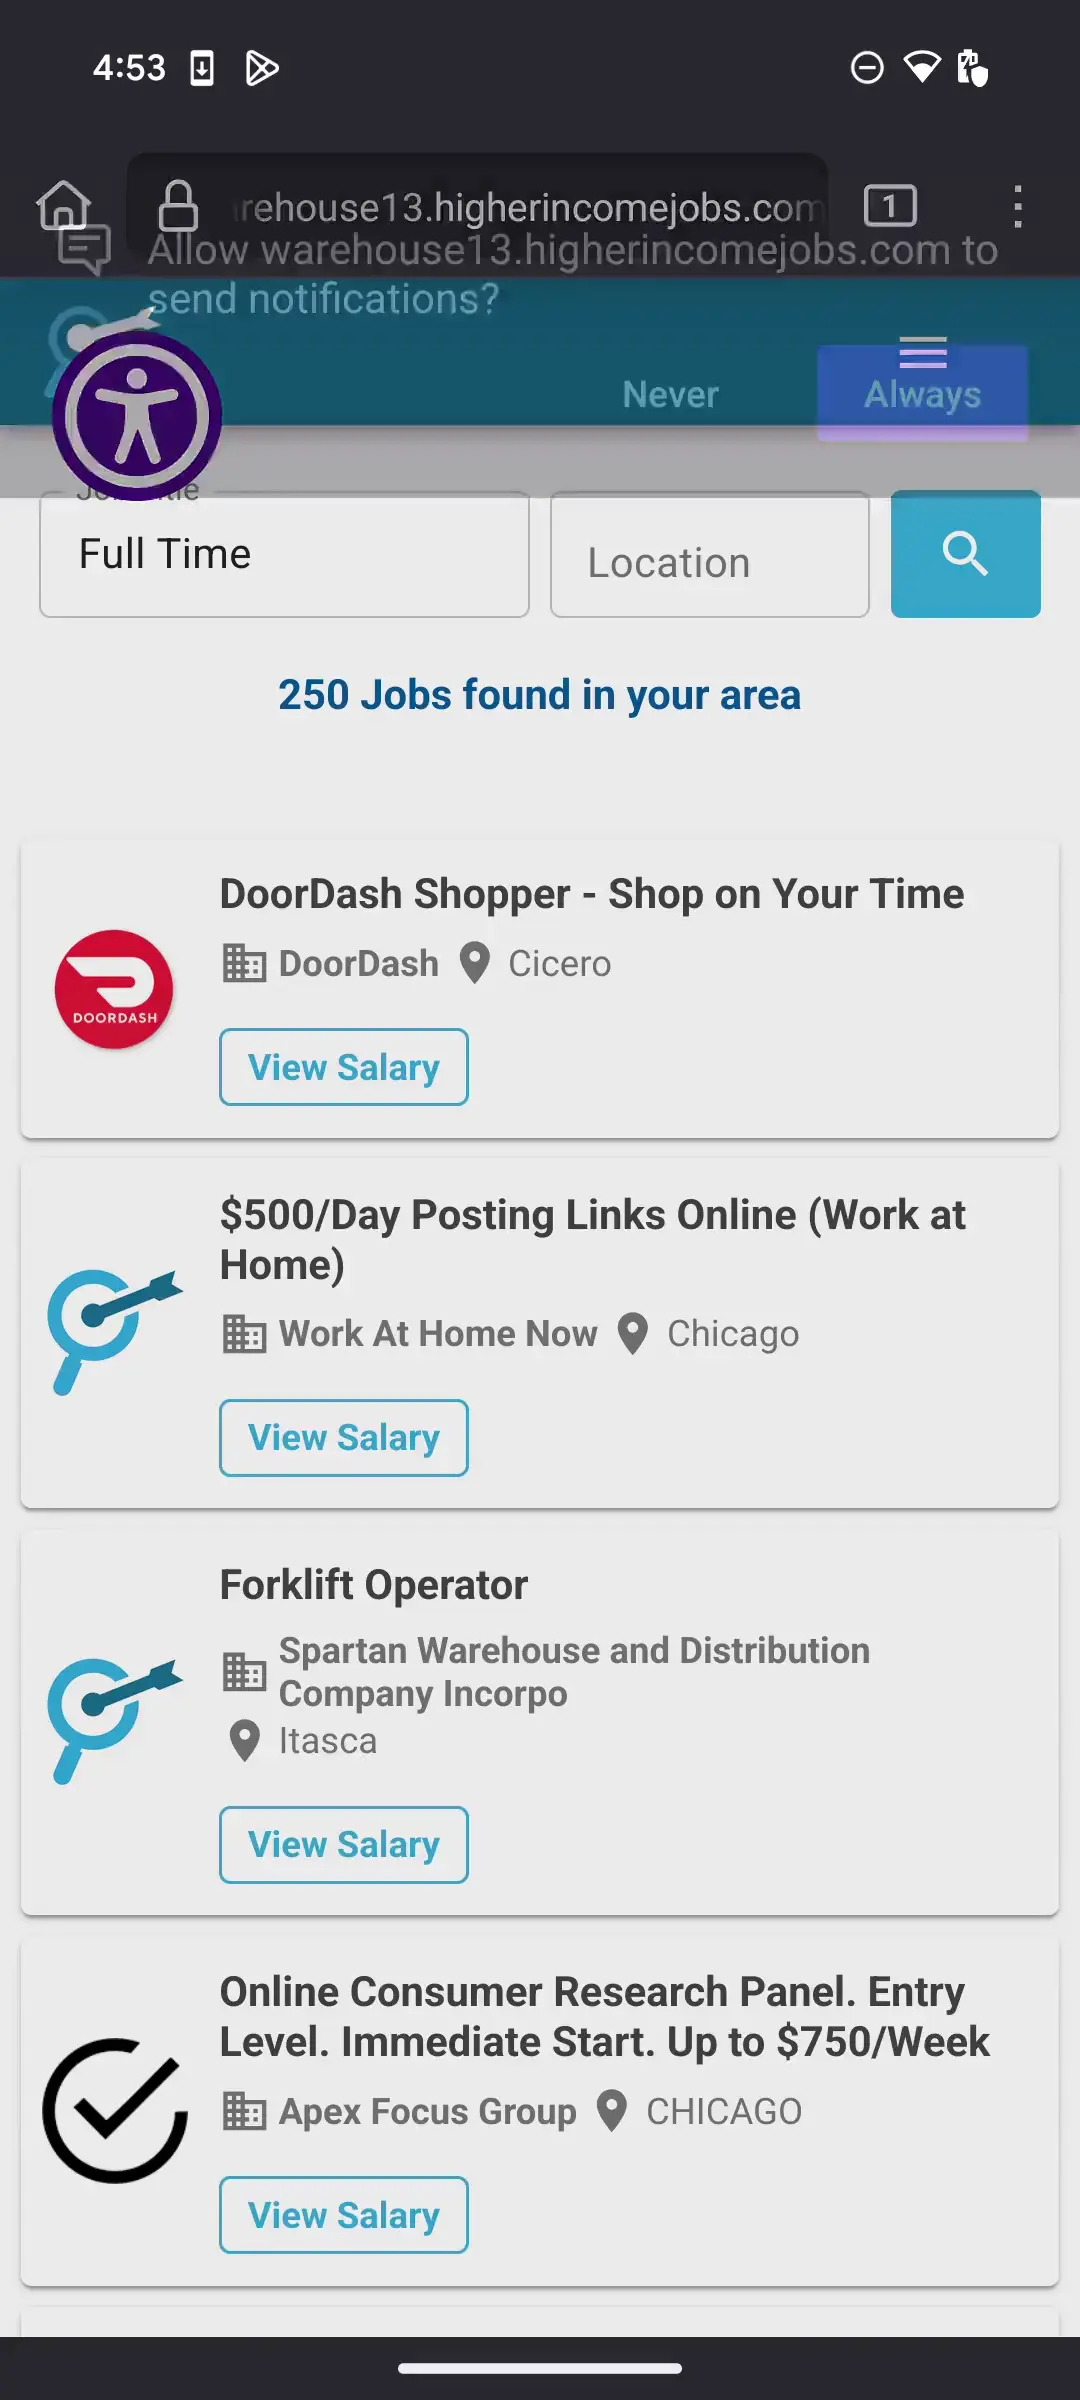 4:53
rehouse13.higherincomejobs.com
1
Allow warehouse13.higherincomejobs.com to
send notifications?
Never
Always
Full Time
Location
250 Jobs found in your area
DoorDash Shopper - Shop on Your Time
DoorDash Cicero
DOORDASH
View Salary
$500/Day Posting Links Online (Work at
Home)
Work At Home Now Chicago
View Salary
Forklift Operator
Spartan Warehouse and Distribution
Company Incorpo
Itasca
View Salary
Online Consumer Research Panel. Entry
Level. Immediate Start. Up to $750/Week
Apex Focus Group CHICAGO
View Salary